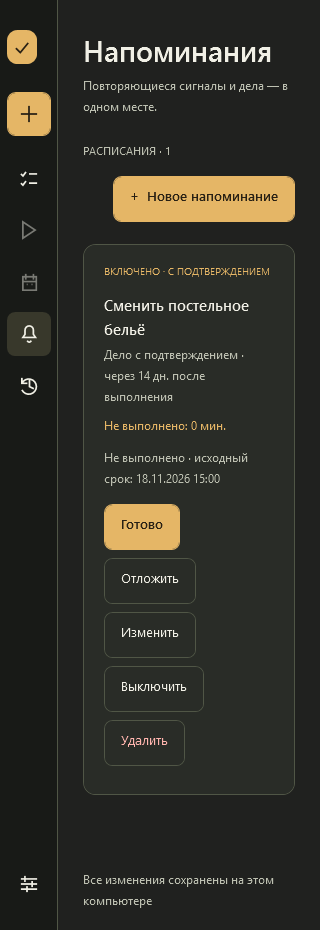 Напоминания
Повторяющиеся сигналы и дела — в
одном месте.
РАСПИСАНИЯ · 1
+ Новое напоминание
ВКЛЮЧЕНО · С ПОДТВЕРЖДЕНИЕМ
Сменить постельное
бельё
Дело с подтверждением ·
через 14 дн. после
выполнения
Не выполнено: 0 мин.
Не выполнено · исходный
срок: 18.11.2026 15:00
Готово
Отложить
Изменить
Выключить
Удалить
Все изменения сохранены на этом
компьютере